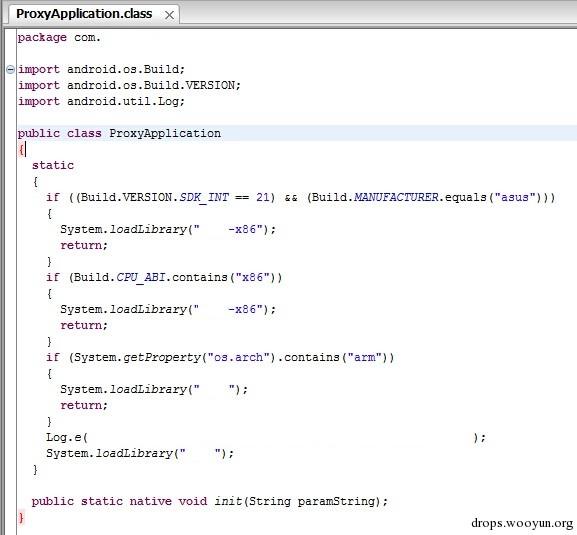 ProxyApplication.class
package com.
import android.os.Build;
import android.os.Build.VERSION;
import android.util.Log;
public class ProxyApplication
{
static
{
if ((Build.VERSION.SDK_INT == 21) && (Build.MANUFACTURER.equals("asus")))
{
System.loadLibrary("    -x86");
return;
}
if (Build.CPU_ABI.contains("x86"))
{
System.loadLibrary("    -x86");
return;
}
if (System.getProperty("os.arch").contains("arm"))
{
System.loadLibrary("    ");
return;
}
Log.e(                                                        );
System.loadLibrary("    ");
}
public static native void init(String paramString);
}
drops.wooyun.org